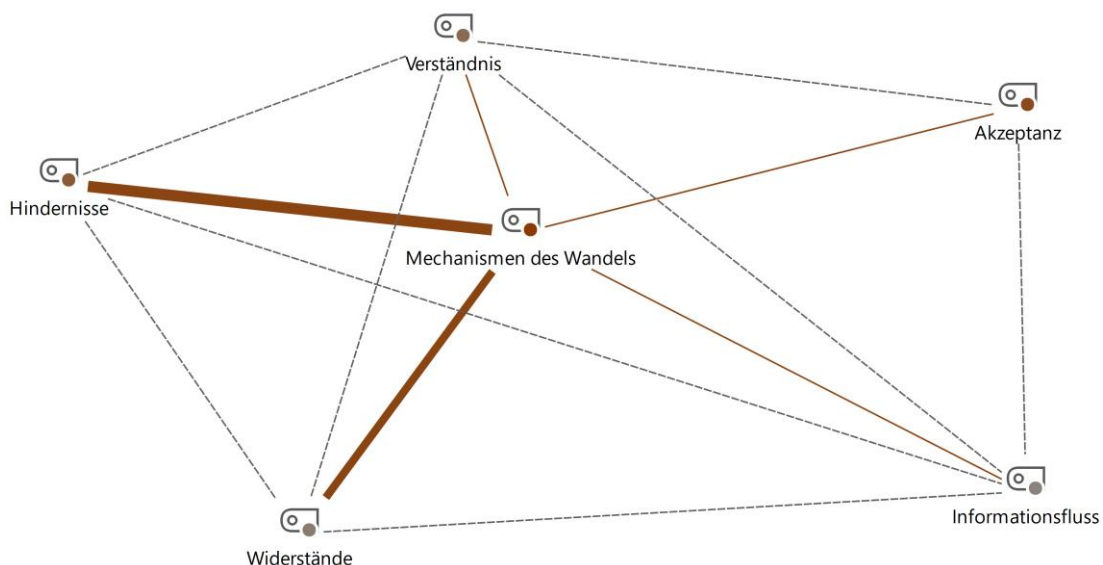 Verständnis
Akzeptanz
Hindernisse
Mechanismen des Wandels
Informationsfluss
Widerstände